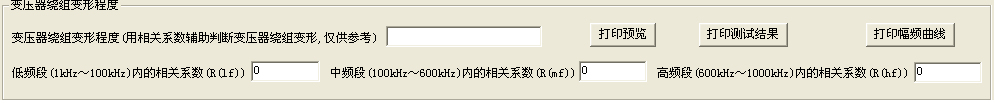 变压器绕组变形程度
变压器绕组变形程度(用相关系数辅助判断变压器绕组变形,仅供参考) 打印预览 打印测试结果 打印幅频曲线
低频段(1kHz～100kHz)内的相关系数(R(lf)) 0 中频段(100kHz～600kHz)内的相关系数(R(mf)) 0 高频段(600kHz～1000kHz)内的相关系数(R(hf)) 0